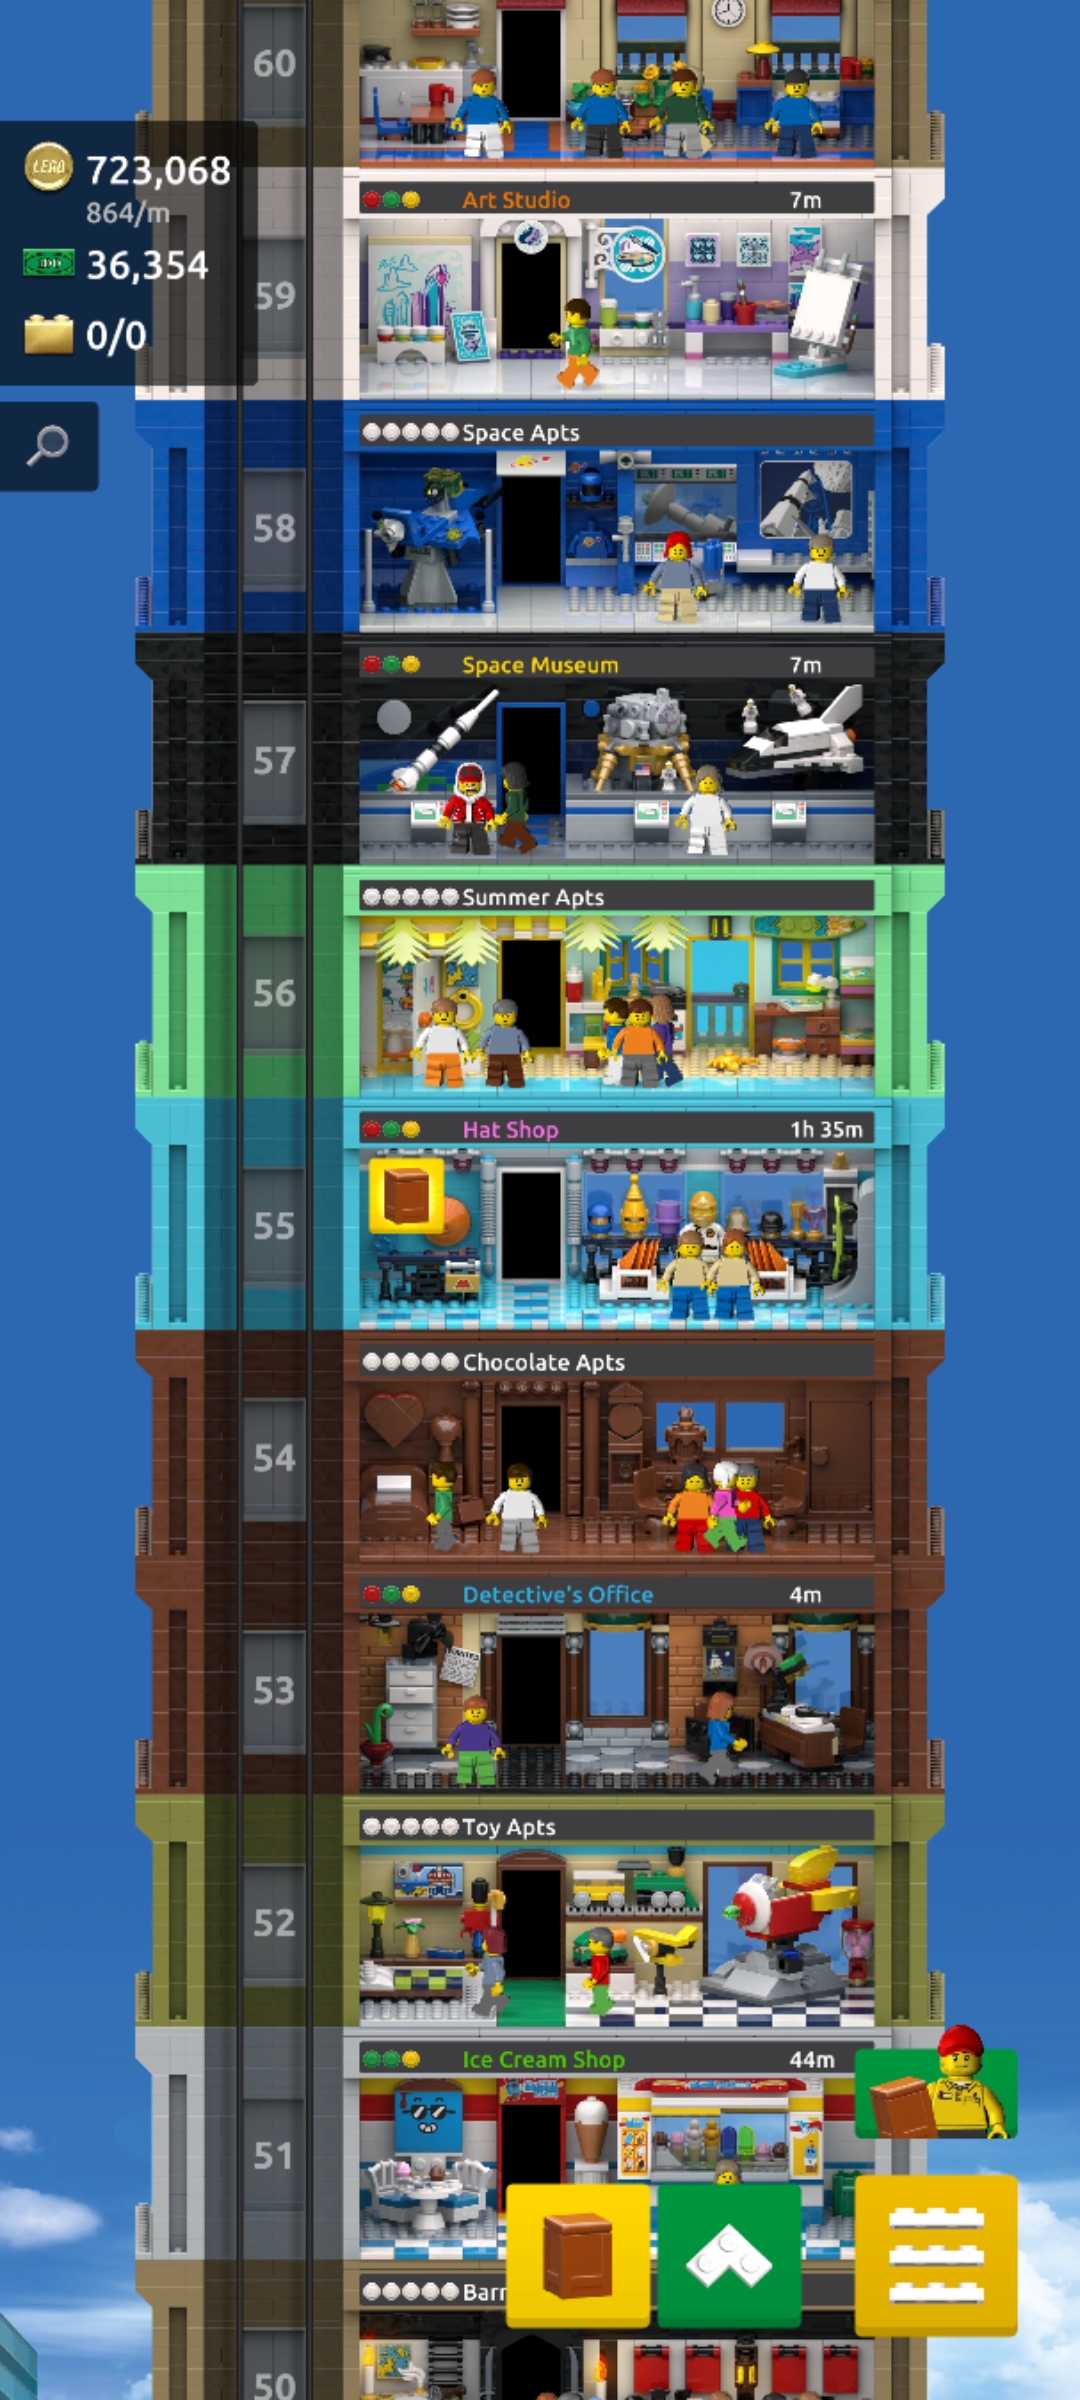 60
LEGO
723,068
864/m
36,354
0/0
Art Studio 7m
59
Space Apts
58
Space Museum 7m
57
Summer Apts
56
Hat Shop 1h 35m
55
Chocolate Apts
54
Detective's Office 4m
53
Toy Apts
52
Ice Cream Shop 44m
51
Barr
50